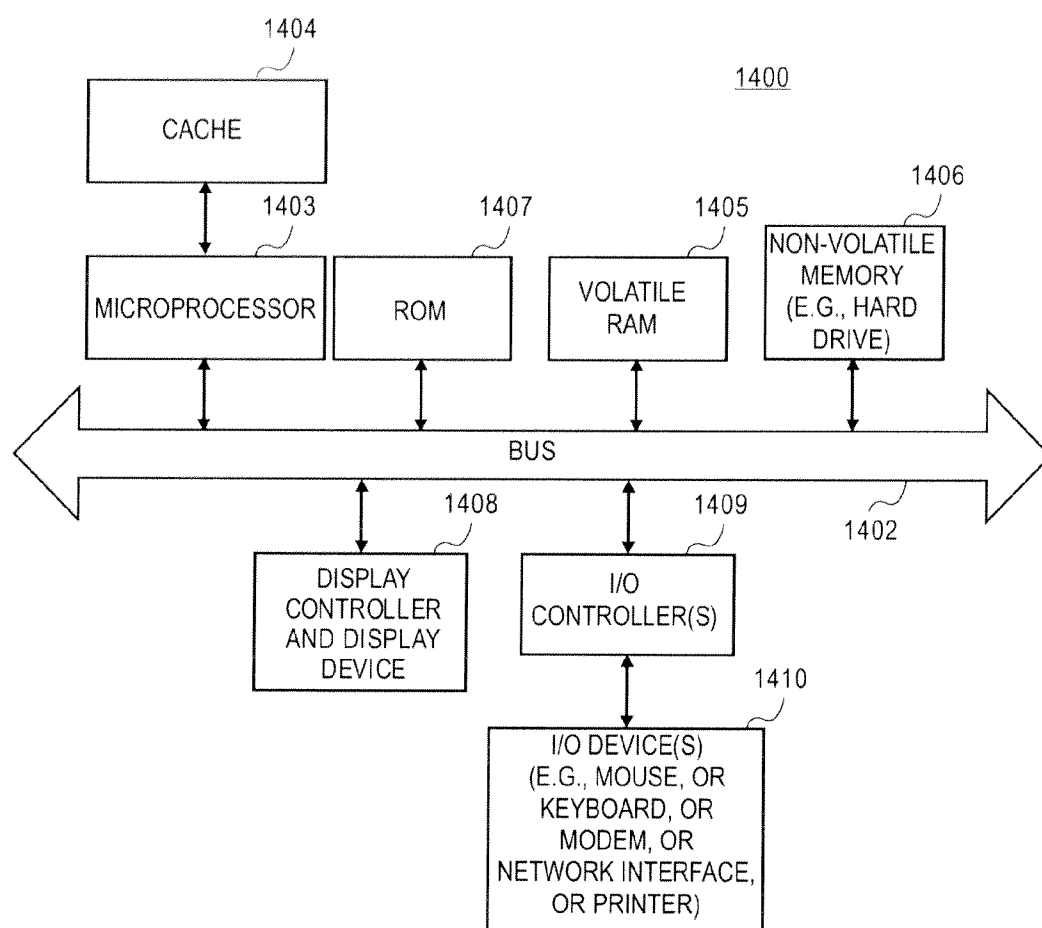 1404
1400
CACHE
1403
1407
1405
1406
MICROPROCESSOR
ROM
VOLATILE
RAM
NON-VOLATILE
MEMORY
(E.G., HARD
DRIVE)
BUS
1402
1408
1409
DISPLAY
CONTROLLER
AND DISPLAY
DEVICE
I/O
CONTROLLER(S)
1410
I/O DEVICE(S)
(E.G., MOUSE, OR
KEYBOARD, OR
MODEM, OR
NETWORK INTERFACE,
OR PRINTER)